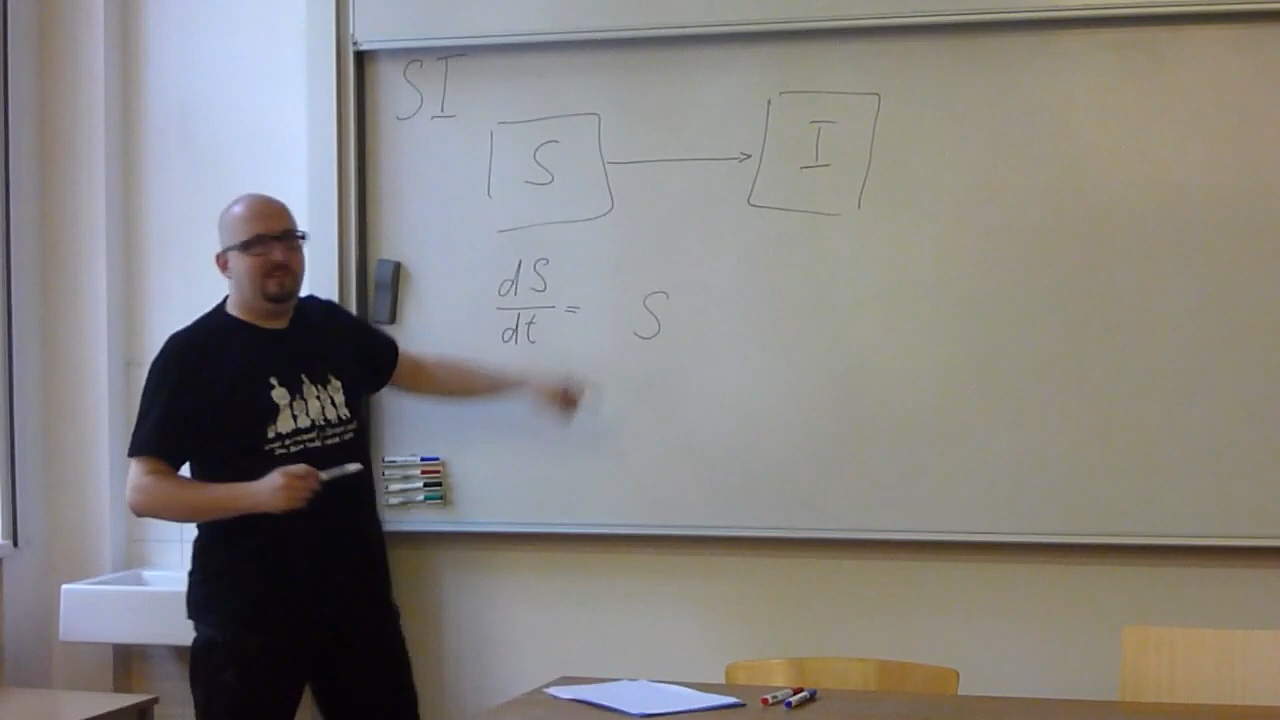 SI
S → I
dS/dt = S